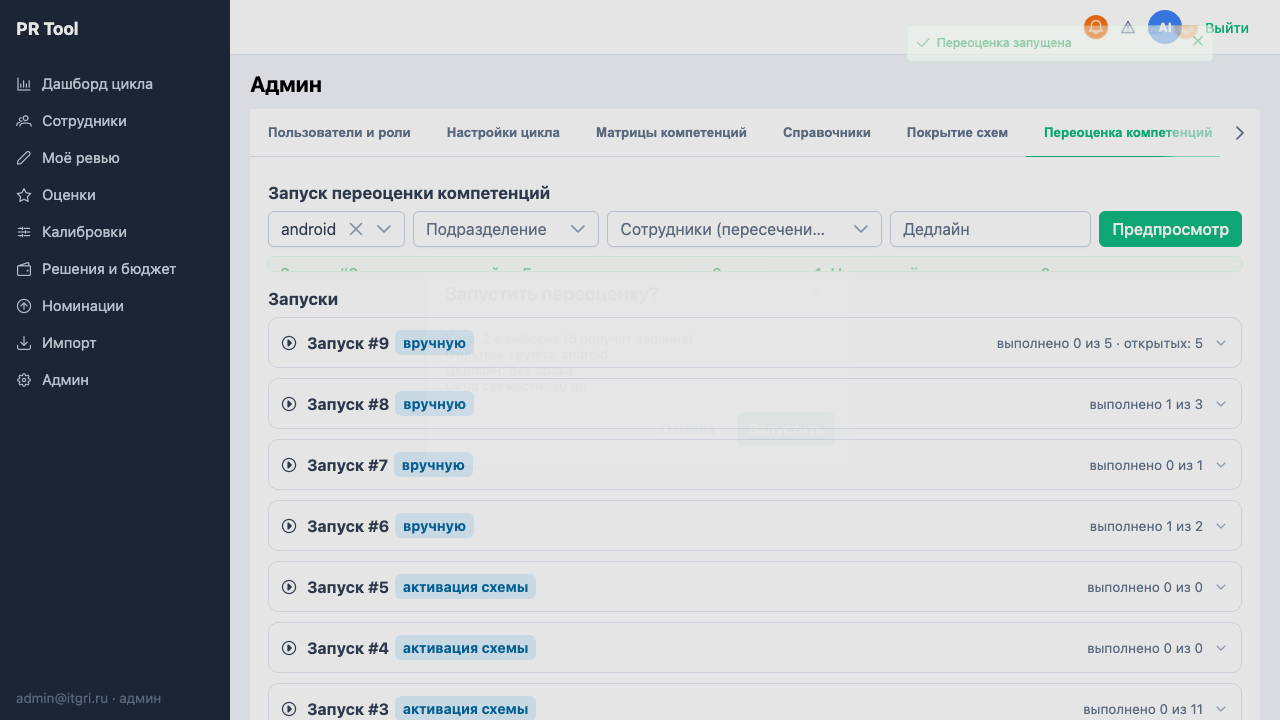 PR Tool
AI
Выйти
Переоценка запущена
Дашборд цикла
Сотрудники
Моё ревью
Оценки
Калибровки
Решения и бюджет
Номинации
Импорт
Админ
admin@itgri.ru · админ
Админ
Пользователи и роли
Настройки цикла
Матрицы компетенций
Справочники
Покрытие схем
Переоценка компетенций
Запуск переоценки компетенций
android
Подразделение
Сотрудники (пересечени...
Дедлайн
Предпросмотр
Запустить переоценку?
Запуски
Запуск #9 вручную выполнено 0 из 5 · открытых: 5
Запуск #8 вручную выполнено 1 из 3
Запуск #7 вручную выполнено 0 из 1
Запуск #6 вручную выполнено 1 из 2
Запуск #5 активация схемы выполнено 0 из 0
Запуск #4 активация схемы выполнено 0 из 0
Запуск #3 активация схемы выполнено 0 из 11